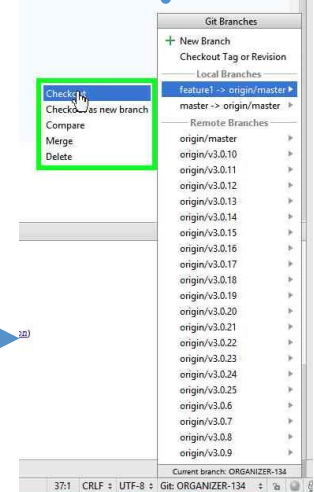 Git Branches
+ New Branch
Checkout Tag or Revision
Local Branches
feature1 -> origin/master
master -> origin/master
Remote Branches
origin/master
origin/v3.0.10
origin/v3.0.11
origin/v3.0.12
origin/v3.0.13
origin/v3.0.14
origin/v3.0.15
origin/v3.0.16
origin/v3.0.17
origin/v3.0.18
origin/v3.0.19
origin/v3.0.20
origin/v3.0.21
origin/v3.0.22
origin/v3.0.23
origin/v3.0.24
origin/v3.0.25
origin/v3.0.6
origin/v3.0.7
origin/v3.0.8
origin/v3.0.9
Current branch: ORGANIZER-134
Checkout
Checkout as new branch
Compare
Merge
Delete
37:1 CRLF UTF-8 Git: ORGANIZER-134